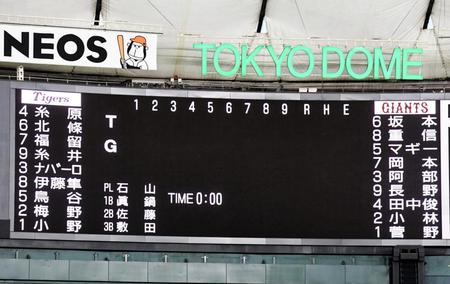 NEOS
TOKYO DOME
Tigers
1 2 3 4 5 6 7 8 9 R H E
GIANTS
4 糸原
6 北條
7 福留
9 糸井
3 ナバーロ
8 伊藤隼
5 鳥谷
2 梅野
1 小野
T
G
PL 石山
1B 眞鍋
2B 佐藤
3B 敷田
TIME 0:00
6 坂本
8 重信
5 マギー
7 岡本
3 阿部
9 長野
4 田中俊
2 小林
1 菅野